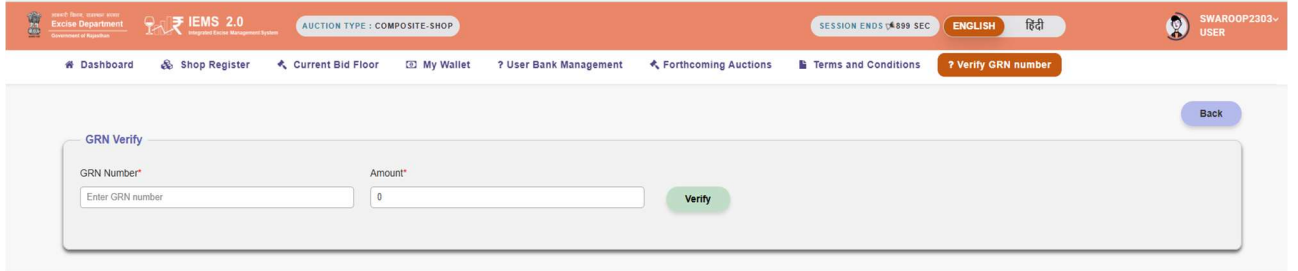 Excise Department
Government of Rajasthan
IEMS 2.0
Integrated Excise Management System
AUCTION TYPE : COMPOSITE-SHOP
SESSION ENDS 899 SEC
ENGLISH
हिंदी
SWAROOP2303
USER
Dashboard
Shop Register
Current Bid Floor
My Wallet
? User Bank Management
Forthcoming Auctions
Terms and Conditions
? Verify GRN number
Back
GRN Verify
GRN Number*
Amount*
Enter GRN number
0
Verify